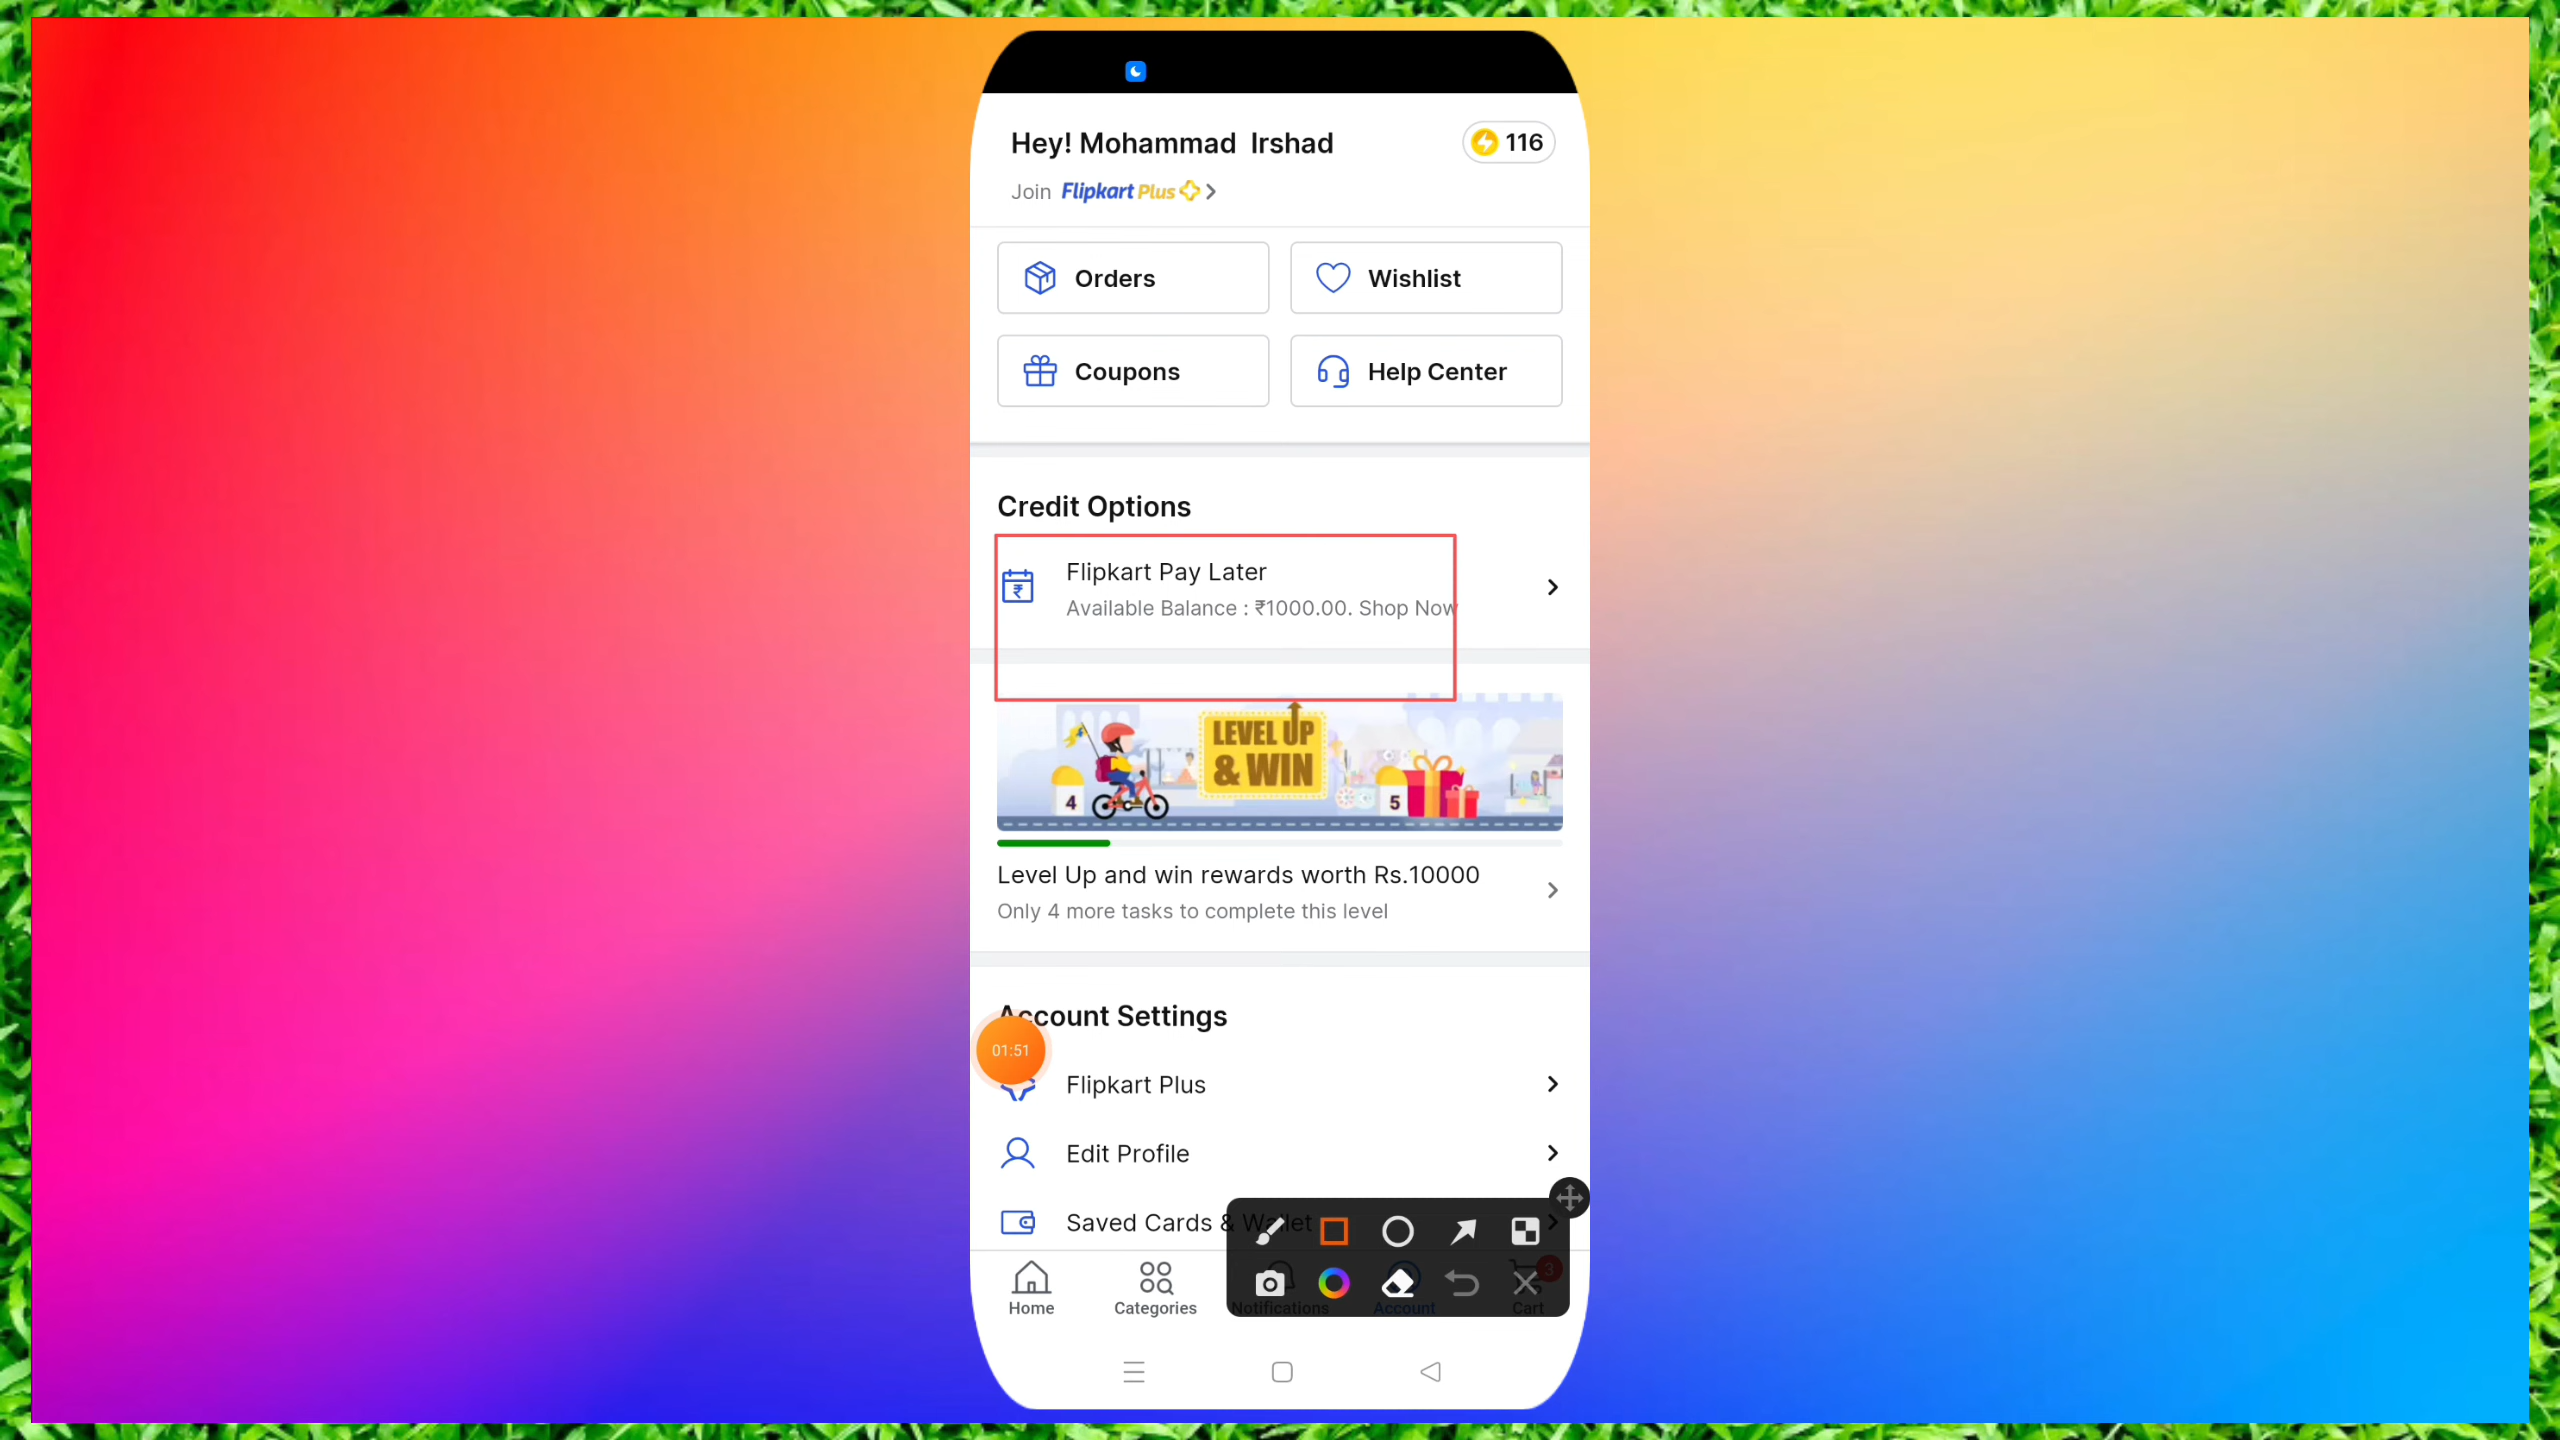 Hey! Mohammad Irshad
116
Join Flipkart Plus
Orders
Wishlist
Coupons
Help Center
Credit Options
Flipkart Pay Later
Available Balance : ₹1000.00. Shop Now
LEVEL UP
& WIN
4
5
Level Up and win rewards worth Rs.10000
Only 4 more tasks to complete this level
Account Settings
01:51
Flipkart Plus
Edit Profile
Saved Cards & Wallet
3
Home
Categories
Notifications
Account
Cart